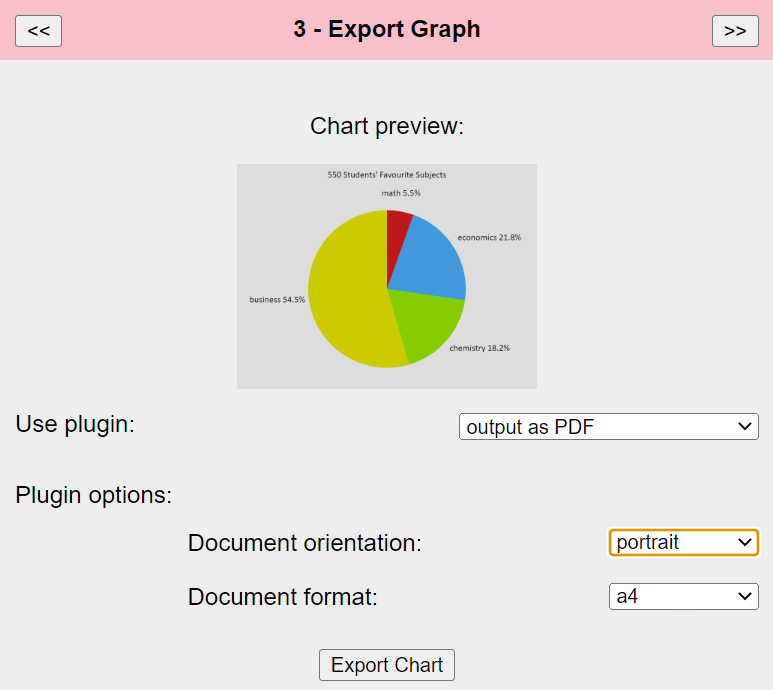 <<
3 - Export Graph
>>
Chart preview:
550 Students' Favourite Subjects
math 5.5%
economics 21.8%
business 54.5%
chemistry 18.2%
Use plugin:
output as PDF
Plugin options:
Document orientation:
portrait
Document format:
a4
Export Chart